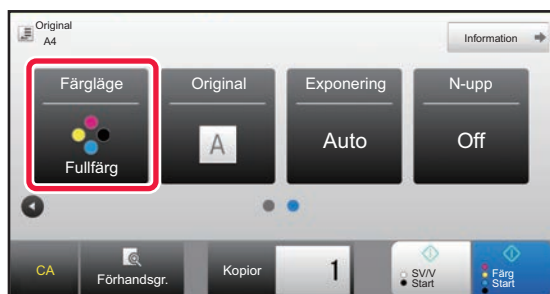 Original
A4
Information
Färgläge
Original
Exponering
N-upp
A
Auto
Off
Fullfärg
CA
Förhandsgr.
Kopior
1
SV/V
Start
Färg
Start